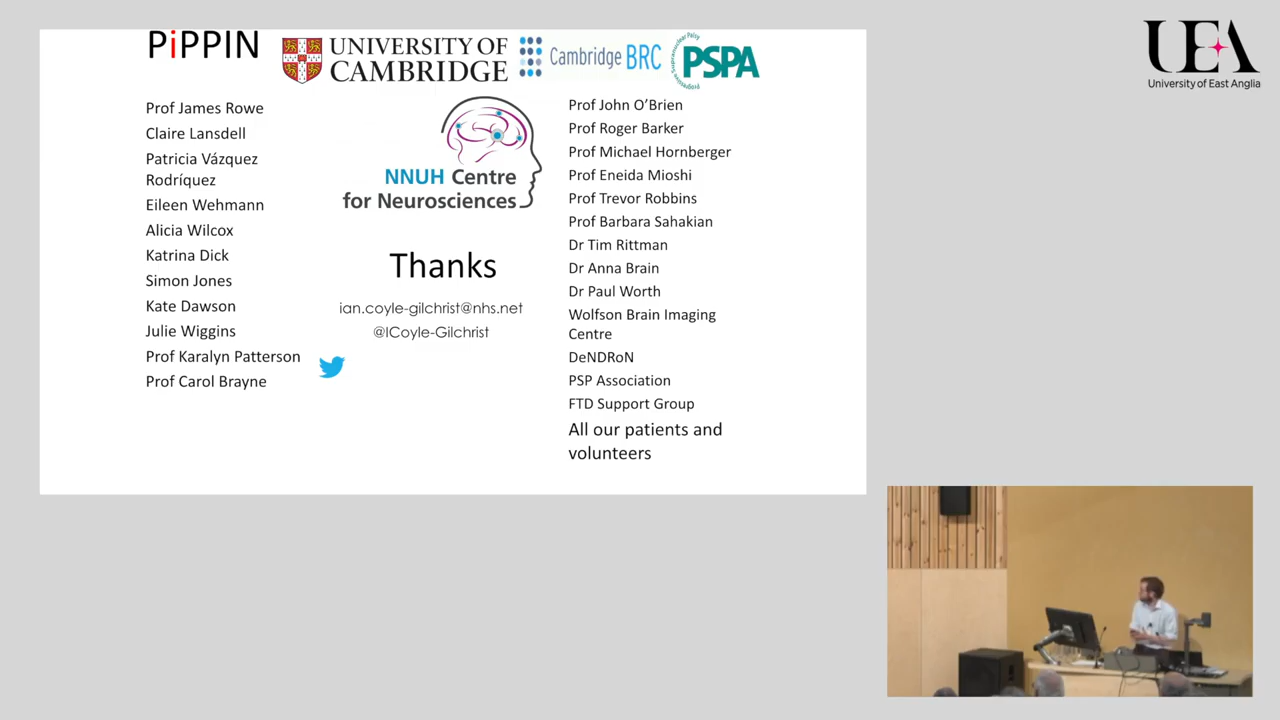 PiPPIN
UNIVERSITY OF
CAMBRIDGE
Cambridge BRC
Progressive Supranuclear Palsy
PSPA
UEA
University of East Anglia
Prof James Rowe
Claire Lansdell
Patricia Vázquez
Rodríquez
Eileen Wehmann
Alicia Wilcox
Katrina Dick
Simon Jones
Kate Dawson
Julie Wiggins
Prof Karalyn Patterson
Prof Carol Brayne
NNUH Centre
for Neurosciences
Thanks
ian.coyle-gilchrist@nhs.net
@ICoyle-Gilchrist
Prof John O’Brien
Prof Roger Barker
Prof Michael Hornberger
Prof Eneida Mioshi
Prof Trevor Robbins
Prof Barbara Sahakian
Dr Tim Rittman
Dr Anna Brain
Dr Paul Worth
Wolfson Brain Imaging
Centre
DeNDRoN
PSP Association
FTD Support Group
All our patients and
volunteers